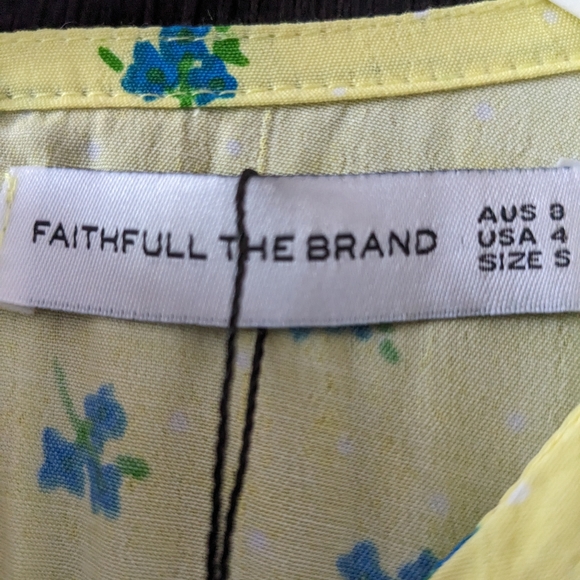 FAITHFULL THE BRAND
AUS 8
USA 4
SIZE S